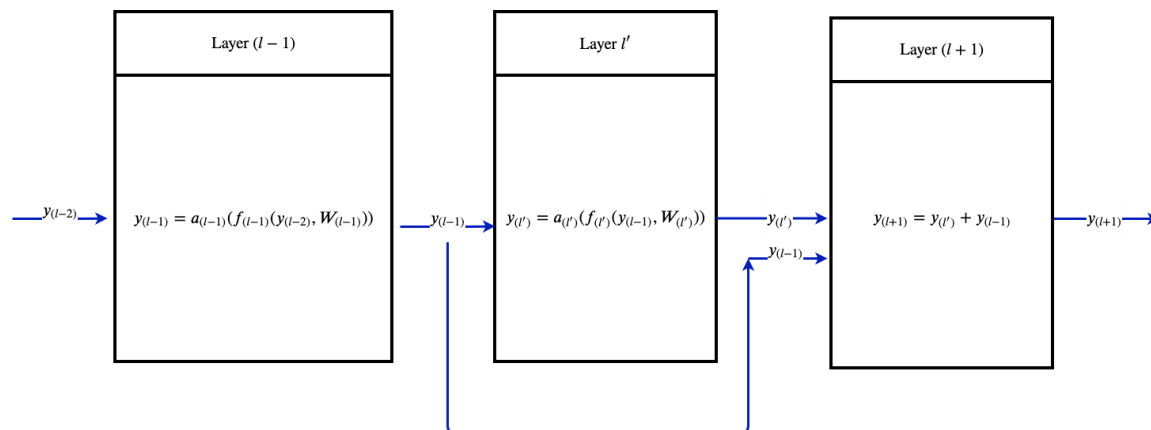 Layer (l − 1)
Layer l′
Layer (l + 1)
y(l-2)
y(l-1) = a(l-1)(f(l-1)(y(l-2), W(l-1)))
y(l-1)
y(l′) = a(l′)(f(l′)(y(l-1), W(l′)))
y(l′)
y(l-1)
y(l+1) = y(l′) + y(l-1)
y(l+1)